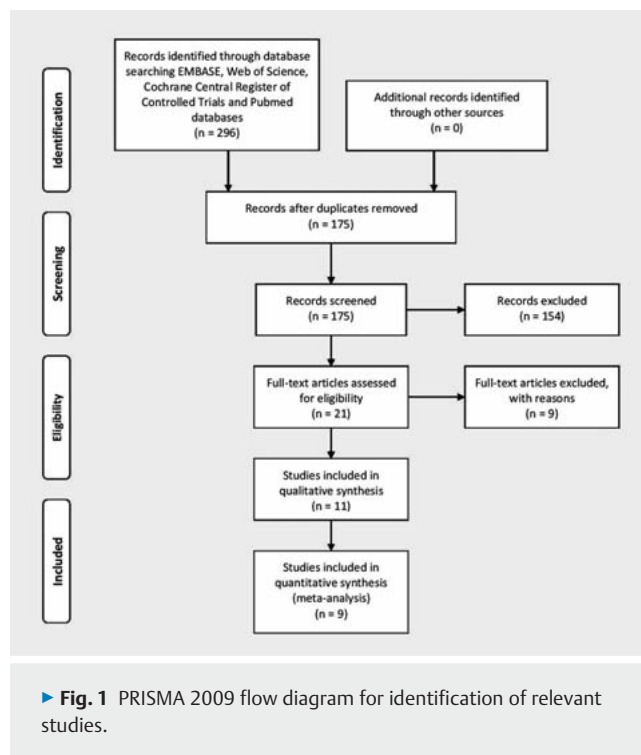 Identification
Records identified through database
searching EMBASE, Web of Science,
Cochrane Central Register of
Controlled Trials and Pubmed
databases
(n = 296)
Additional records identified
through other sources
(n = 0)
Records after duplicates removed
(n = 175)
Screening
Records screened
(n = 175)
Records excluded
(n = 154)
Eligibility
Full-text articles assessed
for eligibility
(n = 21)
Full-text articles excluded,
with reasons
(n = 9)
Studies included in
qualitative synthesis
(n = 11)
Included
Studies included in
quantitative synthesis
(meta-analysis)
(n = 9)
▶ Fig. 1 PRISMA 2009 flow diagram for identification of relevant
studies.